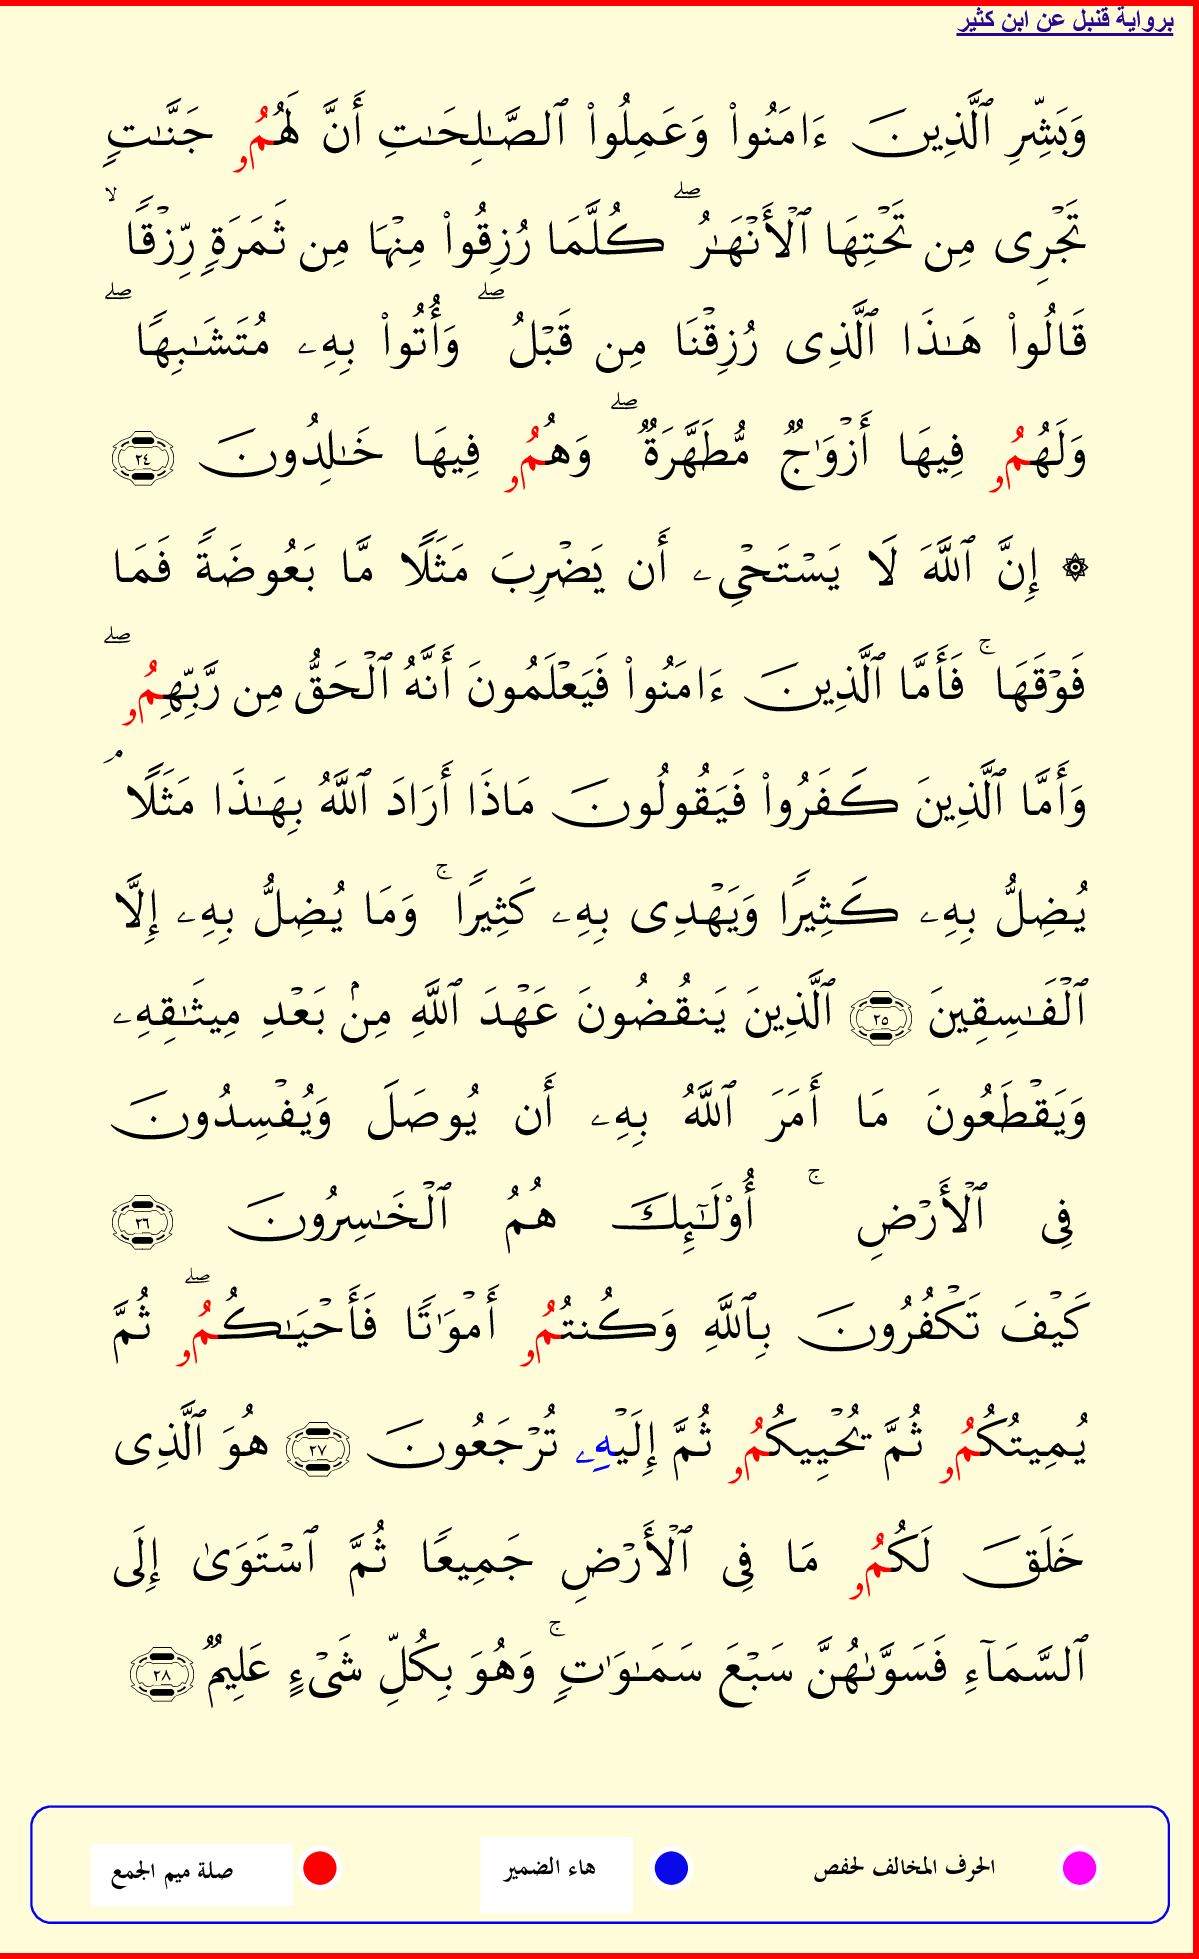 برواية قنبل عن ابن كثير
وَبَشِّرِ ٱلَّذِينَ ءَامَنُوا۟ وَعَمِلُوا۟ ٱلصَّـٰلِحَـٰتِ أَنَّ لَهُمُۥ جَنَّـٰتٍۢ
تَجْرِى مِن تَحْتِهَا ٱلْأَنْهَـٰرُ ۖ كُلَّمَا رُزِقُوا۟ مِنْهَا مِن ثَمَرَةٍۢ رِّزْقًۭا ۙ
قَالُوا۟ هَـٰذَا ٱلَّذِى رُزِقْنَا مِن قَبْلُ ۖ وَأُتُوا۟ بِهِۦ مُتَشَـٰبِهًۭا ۖ
وَلَهُمُۥ فِيهَا أَزْوَٰجٌۭ مُّطَهَّرَةٌۭ ۖ وَهُمُۥ فِيهَا خَـٰلِدُونَ ٢٤
۞ إِنَّ ٱللَّهَ لَا يَسْتَحْىِۦ أَن يَضْرِبَ مَثَلًۭا مَّا بَعُوضَةًۭ فَمَا
فَوْقَهَا ۚ فَأَمَّا ٱلَّذِينَ ءَامَنُوا۟ فَيَعْلَمُونَ أَنَّهُ ٱلْحَقُّ مِن رَّبِّهِمُۥ ۖ
وَأَمَّا ٱلَّذِينَ كَفَرُوا۟ فَيَقُولُونَ مَاذَا أَرَادَ ٱللَّهُ بِهَـٰذَا مَثَلًۭا ۘ
يُضِلُّ بِهِۦ كَثِيرًۭا وَيَهْدِى بِهِۦ كَثِيرًۭا ۚ وَمَا يُضِلُّ بِهِۦ إِلَّا
ٱلْفَـٰسِقِينَ ٢٥ ٱلَّذِينَ يَنقُضُونَ عَهْدَ ٱللَّهِ مِنۢ بَعْدِ مِيثَـٰقِهِۦ
وَيَقْطَعُونَ مَا أَمَرَ ٱللَّهُ بِهِۦ أَن يُوصَلَ وَيُفْسِدُونَ
فِى ٱلْأَرْضِ ۚ أُو۟لَـٰٓئِكَ هُمُ ٱلْخَـٰسِرُونَ ٢٦
كَيْفَ تَكْفُرُونَ بِٱللَّهِ وَكُنتُمُۥ أَمْوَٰتًۭا فَأَحْيَـٰكُمُۥ ۖ ثُمَّ
يُمِيتُكُمُۥ ثُمَّ يُحْيِيكُمُۥ ثُمَّ إِلَيْهِۦ تُرْجَعُونَ ٢٧ هُوَ ٱلَّذِى
خَلَقَ لَكُمُۥ مَا فِى ٱلْأَرْضِ جَمِيعًۭا ثُمَّ ٱسْتَوَىٰ إِلَى
ٱلسَّمَآءِ فَسَوَّىٰهُنَّ سَبْعَ سَمَـٰوَٰتٍۢ ۚ وَهُوَ بِكُلِّ شَىْءٍ عَلِيمٌۭ ٢٨
الحرف المخالف لحفص هاء الضمير صلة ميم الجمع